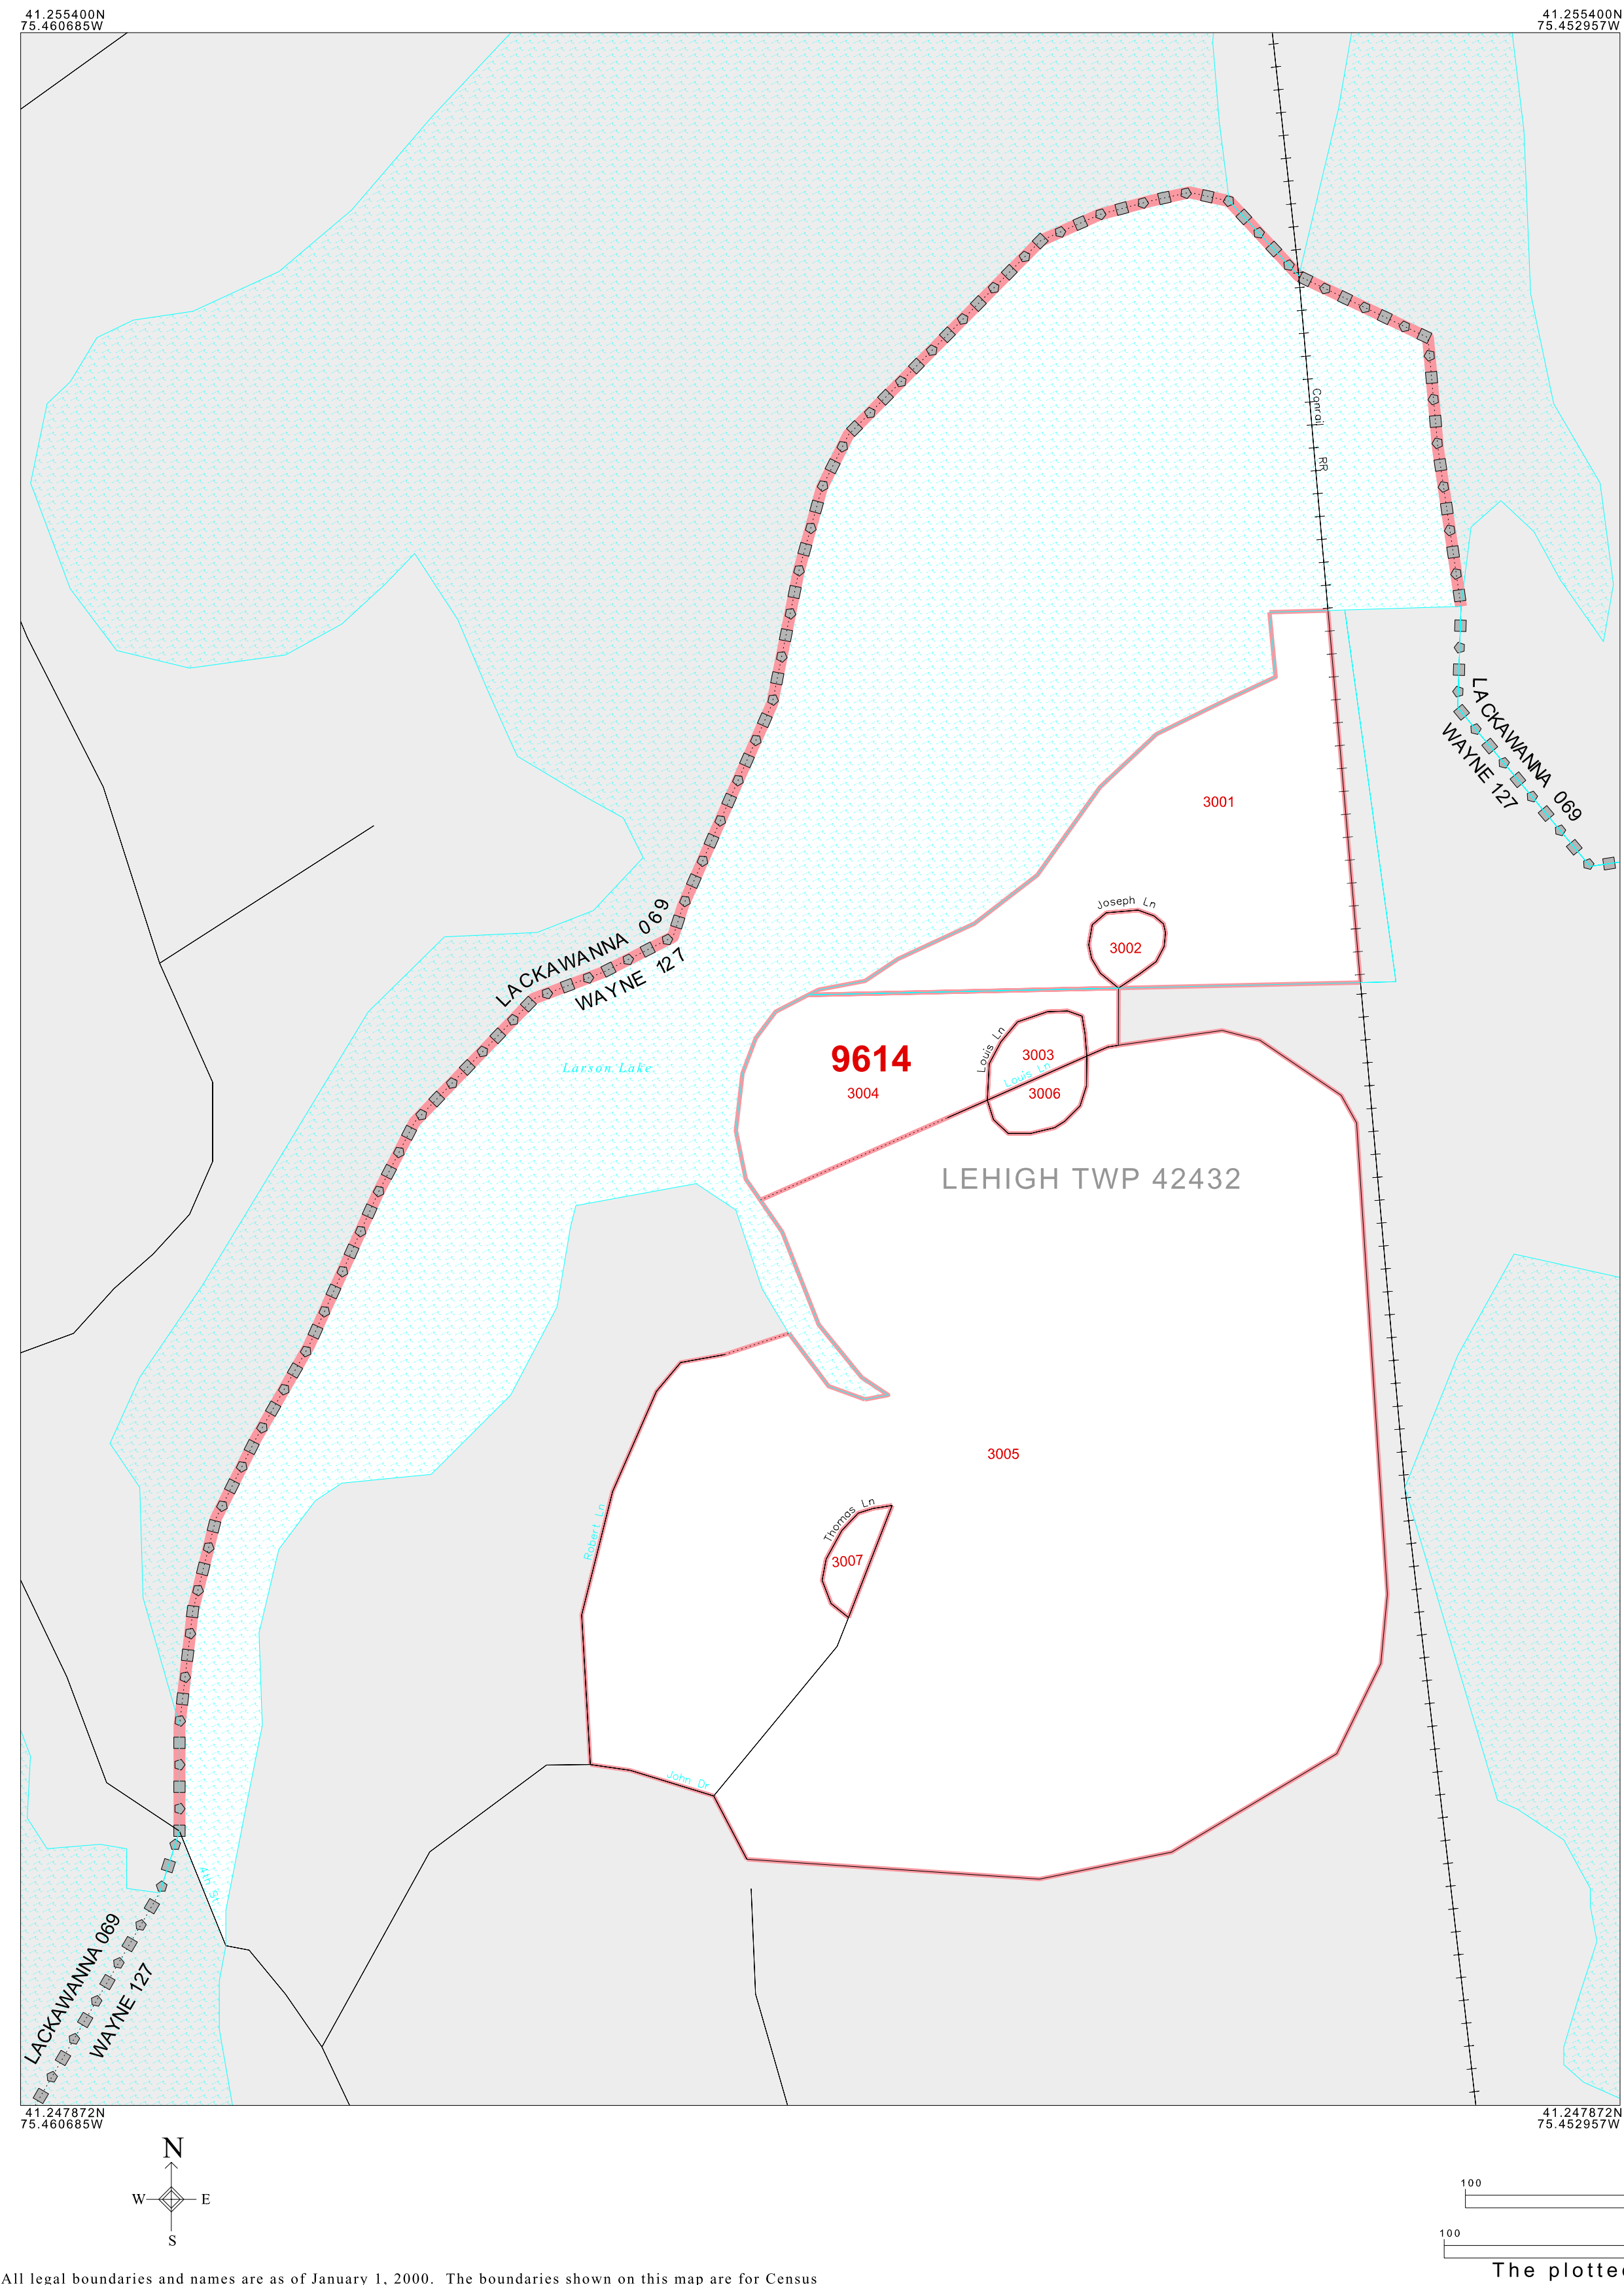 41.255400N
75.460685W
41.255400N
75.452957W
Conrail RR
LACKAWANNA 069
WAYNE 127
3001
Joseph Ln
3002
LACKAWANNA 069
WAYNE 127
Larson Lake
9614
3004
Louis Ln
3003
Louis Ln
3006
LEHIGH TWP 42432
3005
Robert Ln
Thomas Ln
3007
John Dr
4th St
LACKAWANNA 069
WAYNE 127
41.247872N
75.460685W
41.247872N
75.452957W
N
W
E
S
100
100
The plotte
All legal boundaries and names are as of January 1, 2000. The boundaries shown on this map are for Census